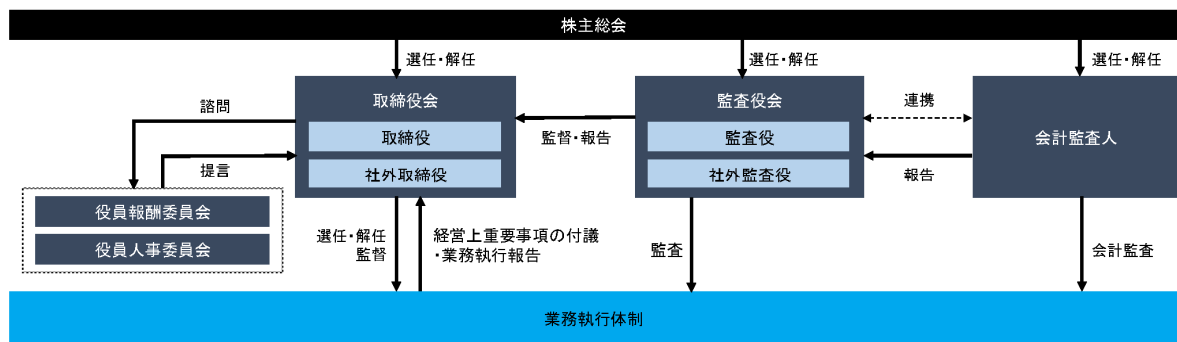 株主総会
選任・解任
選任・解任
選任・解任
取締役会
取締役
社外取締役
監査役会
監査役
社外監査役
会計監査人
諮問
提言
監督・報告
連携
報告
役員報酬委員会
役員人事委員会
選任・解任
監督
経営上重要事項の付議
・業務執行報告
監査
会計監査
業務執行体制